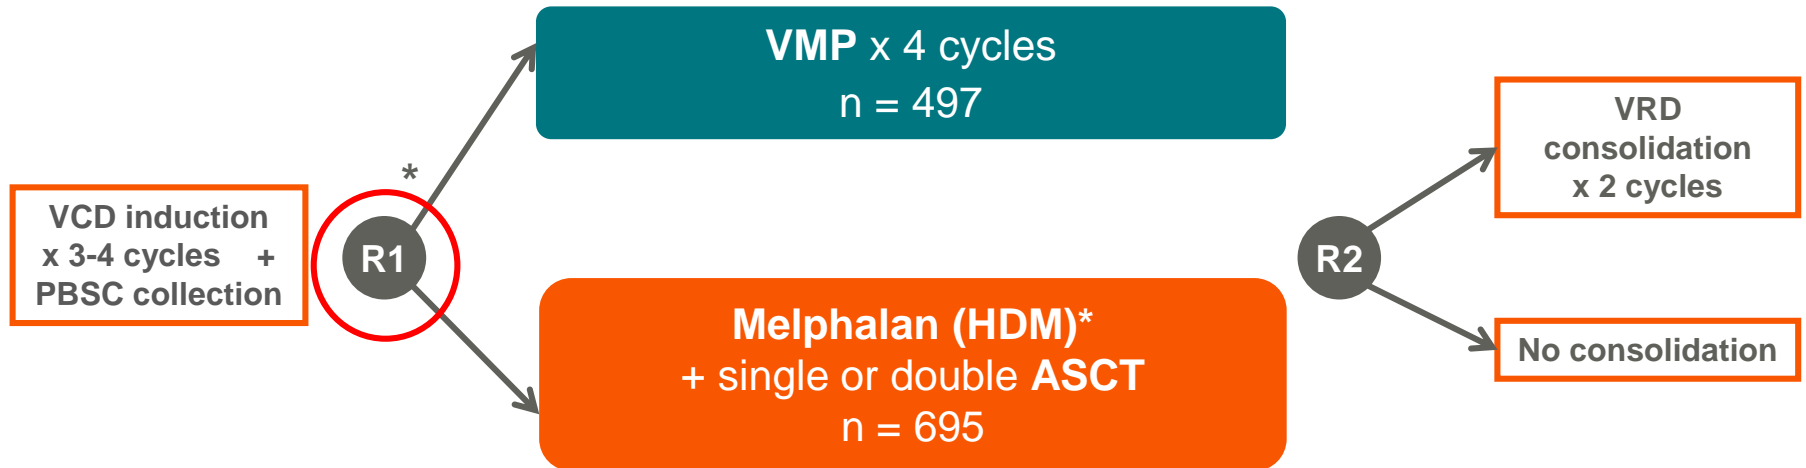 VCD induction
x 3-4 cycles +
PBSC collection
*
R1
VMP x 4 cycles
n = 497
Melphalan (HDM)*
+ single or double ASCT
n = 695
R2
VRD
consolidation
x 2 cycles
No consolidation